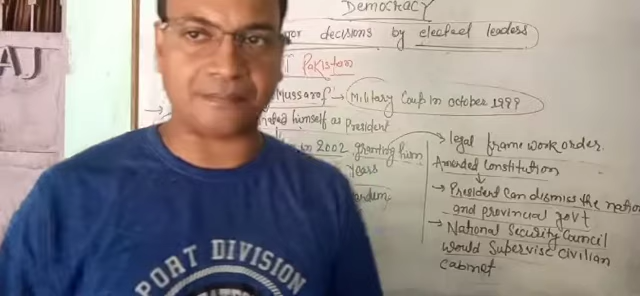 AJ
DEMOCRACY
or decisions by elected leaders
Pakistan
Mussarof → Military Coup in October 1999
himself as President
in 2002 granting him
years
legal frame work order.
Amended Constitution
→ President Can dismiss the nation
and provincial govt
→ National Security Council
would Supervise civilian
cabinet
PORT DIVISION